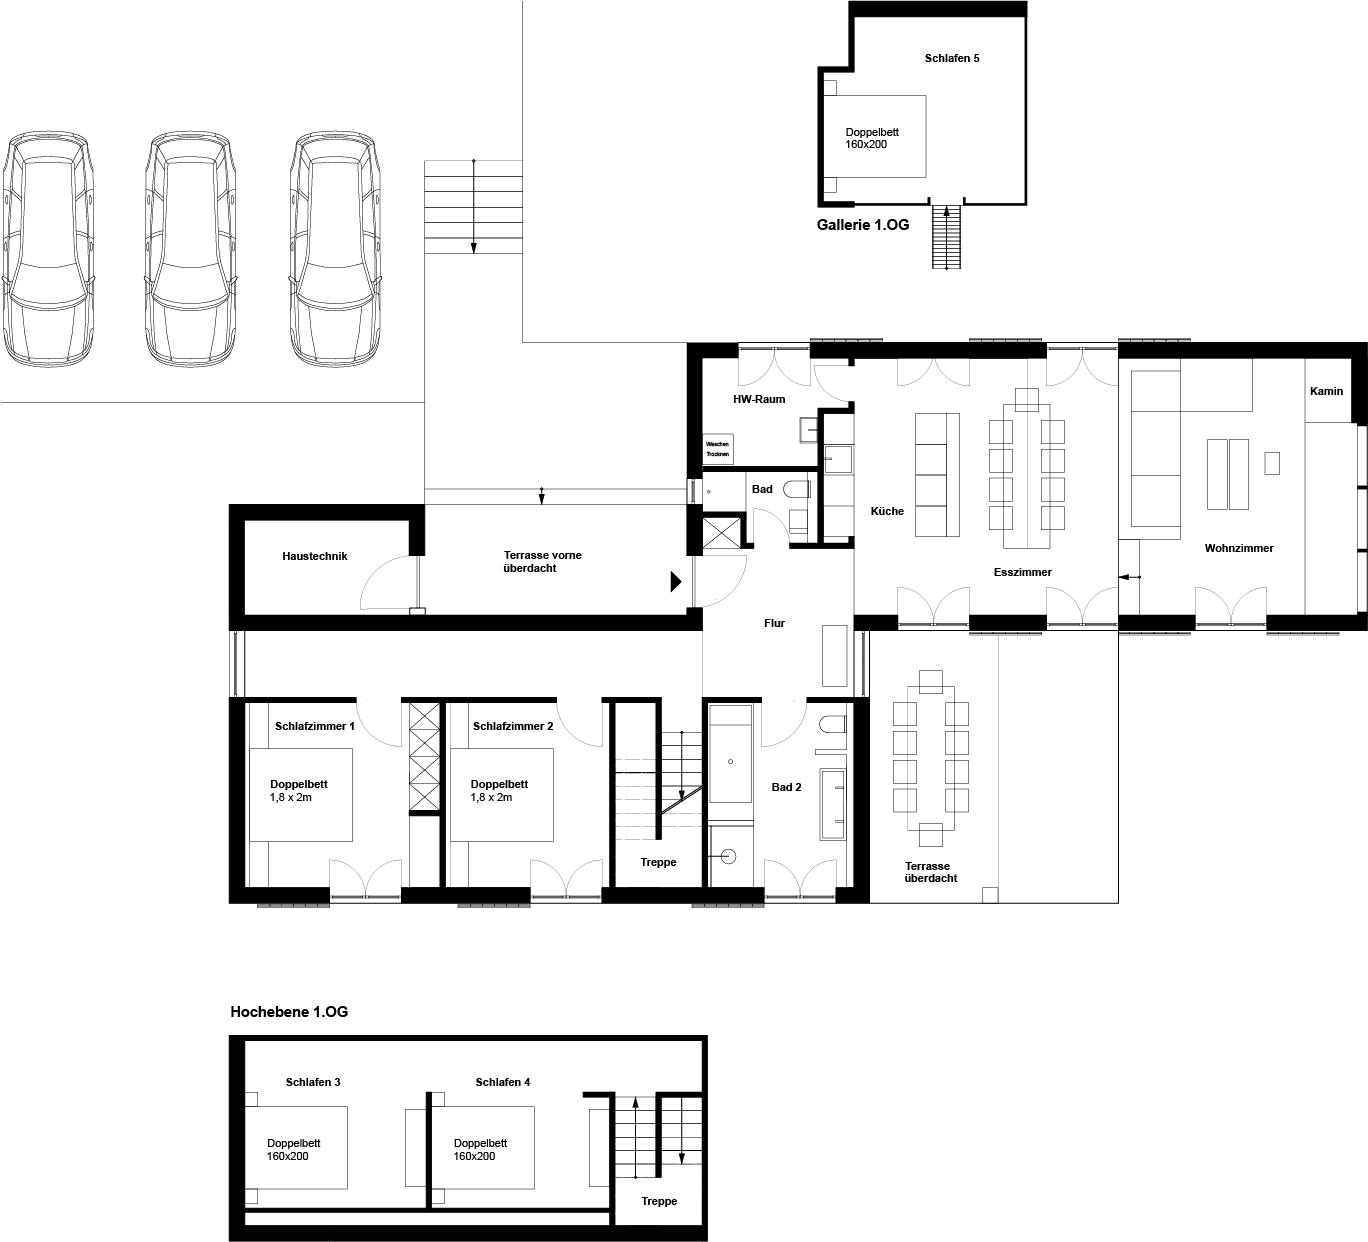 Schlafen 5
Doppelbett
160x200
Gallerie 1.OG
HW-Raum
Kamin
Waschen
Trocknen
Bad
Küche
Haustechnik
Terrasse vorne
überdacht
Wohnzimmer
Esszimmer
Flur
Schlafzimmer 1
Schlafzimmer 2
Doppelbett
1,8 x 2m
Doppelbett
1,8 x 2m
Bad 2
Treppe
Terrasse
überdacht
Hochebene 1.OG
Schlafen 3
Schlafen 4
Doppelbett
160x200
Doppelbett
160x200
Treppe